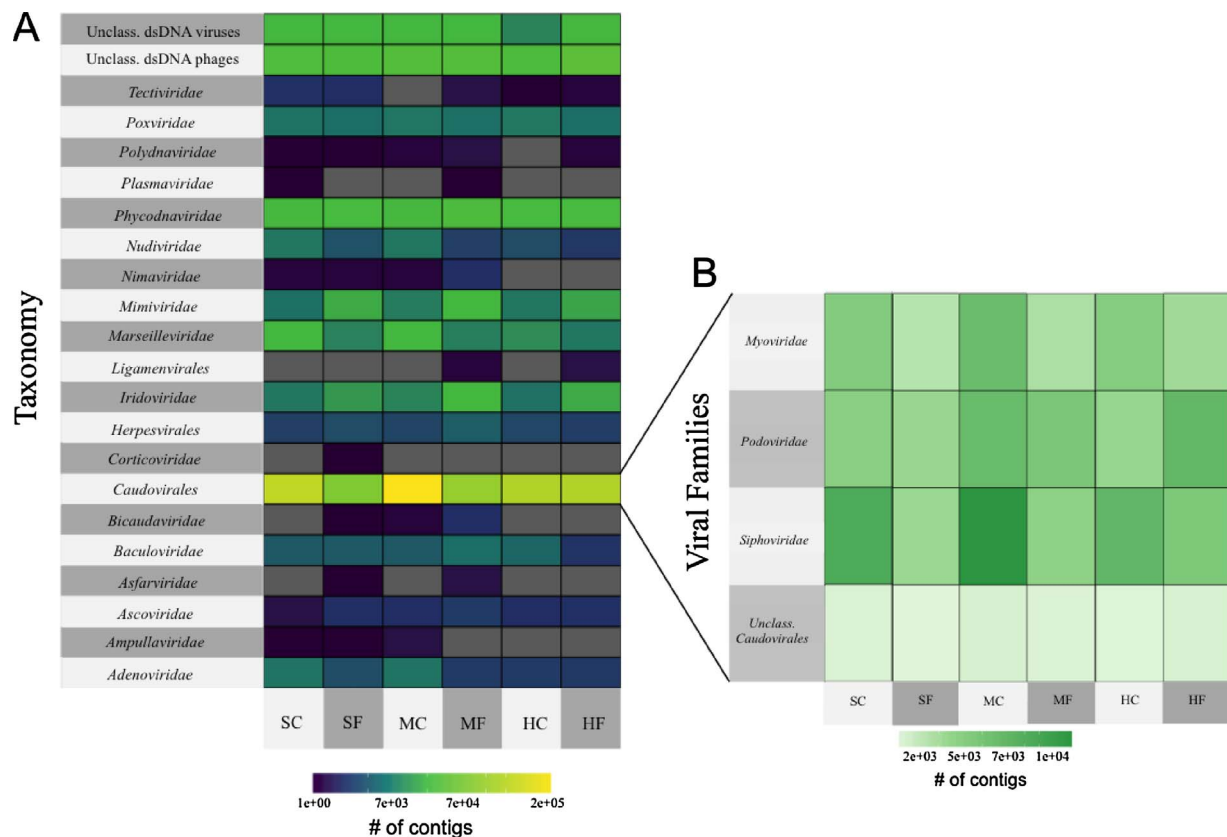 A
Taxonomy
Unclass. dsDNA viruses
Unclass. dsDNA phages
Tectiviridae
Poxviridae
Polydnaviridae
Plasmaviridae
Phycodnaviridae
Nudiviridae
Nimaviridae
Mimiviridae
Marseilleviridae
Ligamenvirales
Iridoviridae
Herpesvirales
Corticoviridae
Caudovirales
Bicaudaviridae
Baculoviridae
Asfarviridae
Ascoviridae
Ampullaviridae
Adenoviridae
SC SF MC MF HC HF
1e+00 7e+03 7e+04 2e+05
# of contigs
B
Viral Families
Myoviridae
Podoviridae
Siphoviridae
Unclass.
Caudovirales
SC SF MC MF HC HF
2e+03 5e+03 7e+03 1e+04
# of contigs